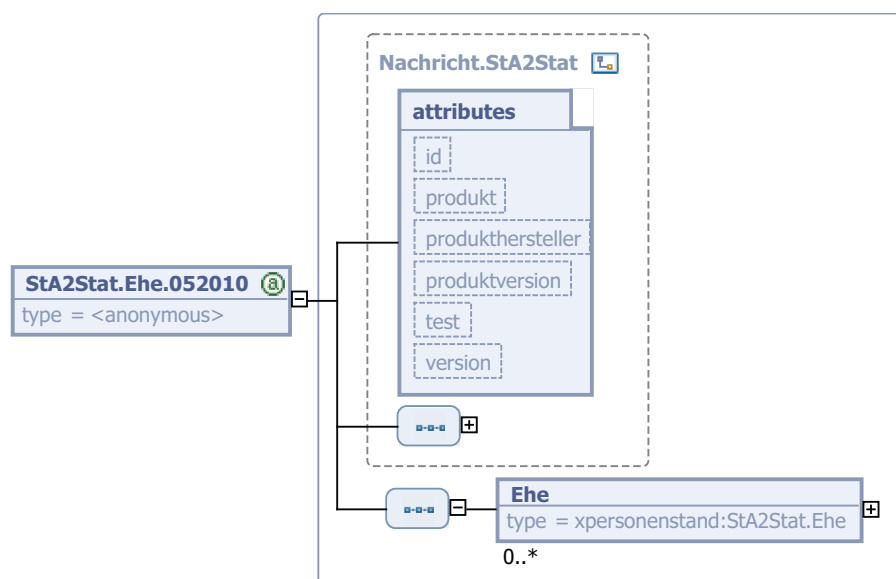 Nachricht.StA2Stat
attributes
id
produkt
produkthersteller
produktversion
test
version
StA2Stat.Ehe.052010 @
type = <anonymous>
Ehe
type = xpersonenstand:StA2Stat.Ehe
0..*